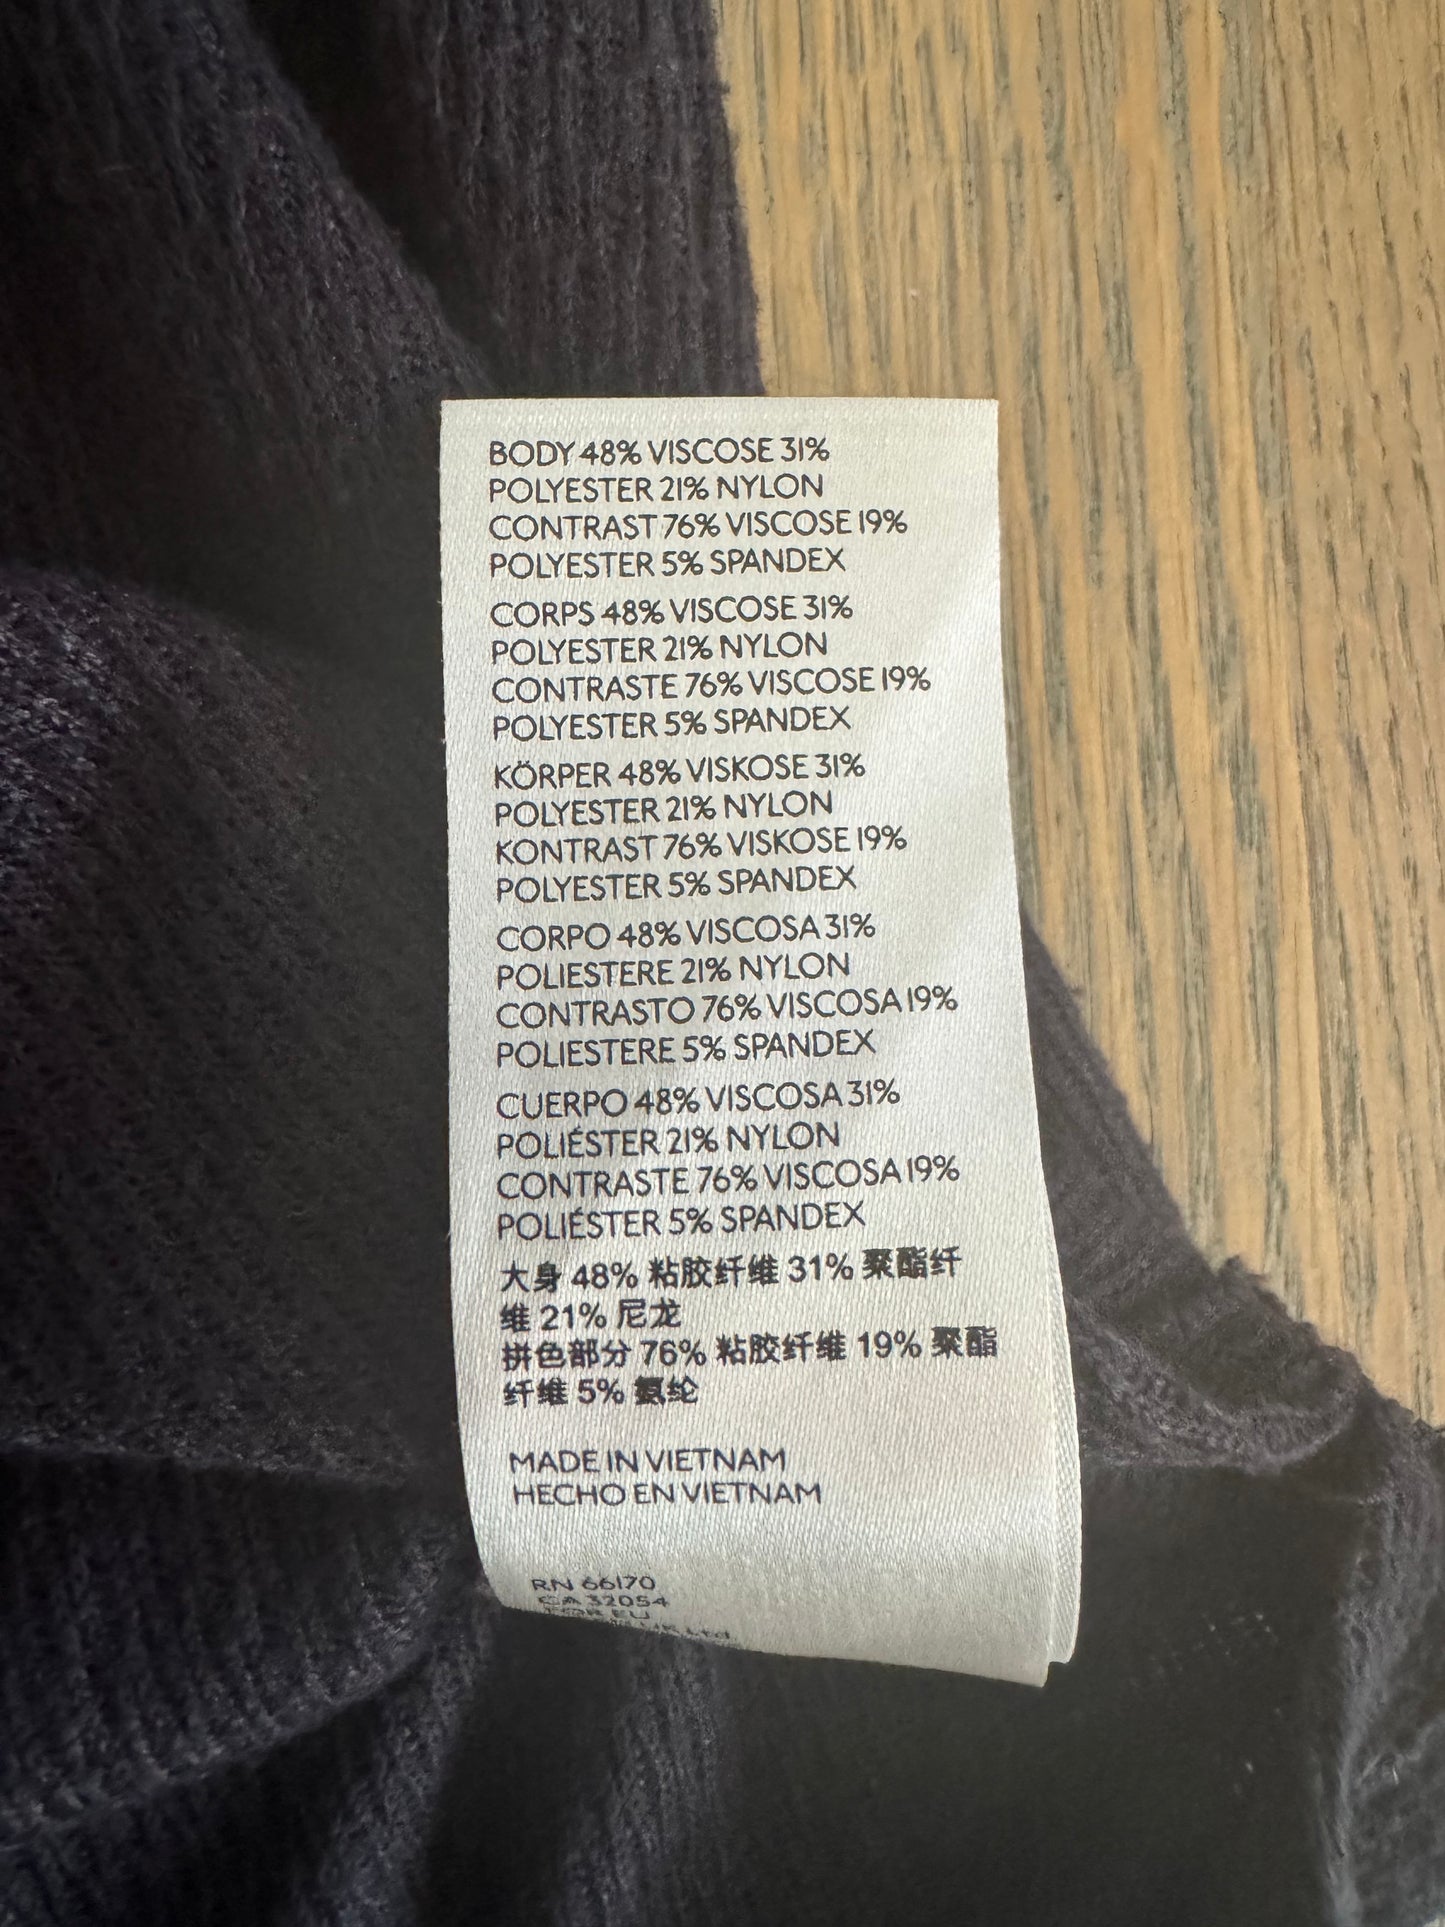 BODY 48% VISCOSE 31%
POLYESTER 21% NYLON
CONTRAST 76% VISCOSE 19%
POLYESTER 5% SPANDEX
CORPS 48% VISCOSE 31%
POLYESTER 21% NYLON
CONTRASTE 76% VISCOSE 19%
POLYESTER 5% SPANDEX
KÖRPER 48% VISKOSE 31%
POLYESTER 21% NYLON
KONTRAST 76% VISKOSE 19%
POLYESTER 5% SPANDEX
CORPO 48% VISCOSA 31%
POLIESTERE 21% NYLON
CONTRASTO 76% VISCOSA 19%
POLIESTERE 5% SPANDEX
CUERPO 48% VISCOSA 31%
POLIÉSTER 21% NYLON
CONTRASTE 76% VISCOSA 19%
POLIÉSTER 5% SPANDEX
大身 48% 粘胶纤维 31% 聚酯纤
维 21% 尼龙
拼色部分 76% 粘胶纤维 19% 聚酯
纤维 5% 氨纶
MADE IN VIETNAM
HECHO EN VIETNAM
RN 66170
CA 32054
FOR EU
UK Ltd